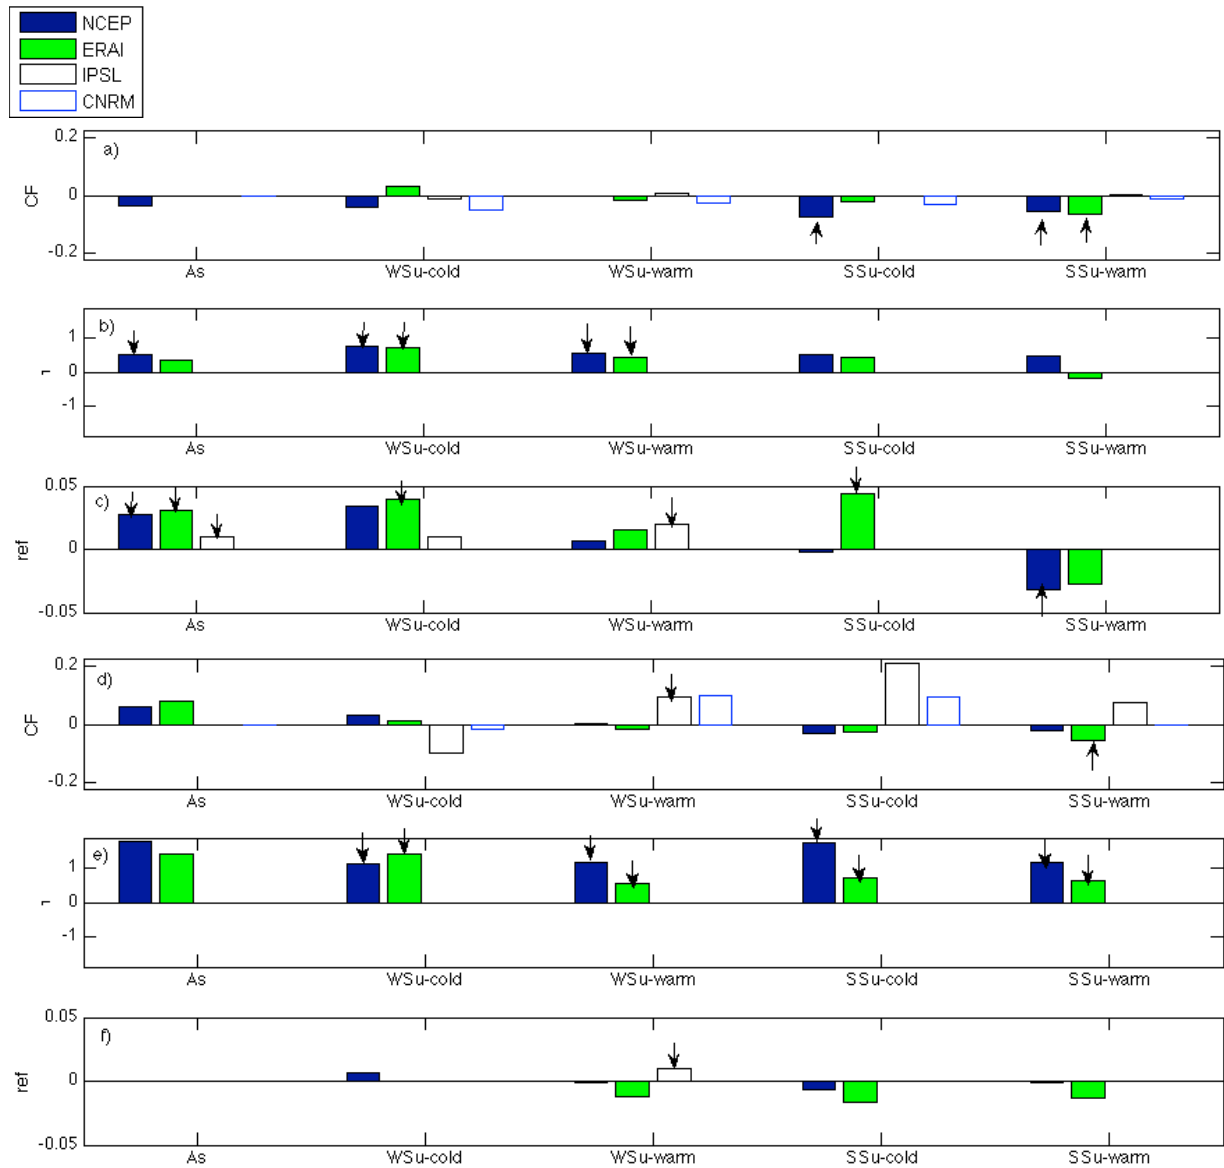 NCEP
ERAI
IPSL
CNRM
a)
0.2
0
-0.2
CF
As WSu-cold WSu-warm SSu-cold SSu-warm
b)
1
0
-1
As WSu-cold WSu-warm SSu-cold SSu-warm
c)
0.05
0
-0.05
ref
As WSu-cold WSu-warm SSu-cold SSu-warm
d)
0.2
0
-0.2
CF
As WSu-cold WSu-warm SSu-cold SSu-warm
e)
1
0
-1
As WSu-cold WSu-warm SSu-cold SSu-warm
f)
0.05
0
-0.05
ref
As WSu-cold WSu-warm SSu-cold SSu-warm